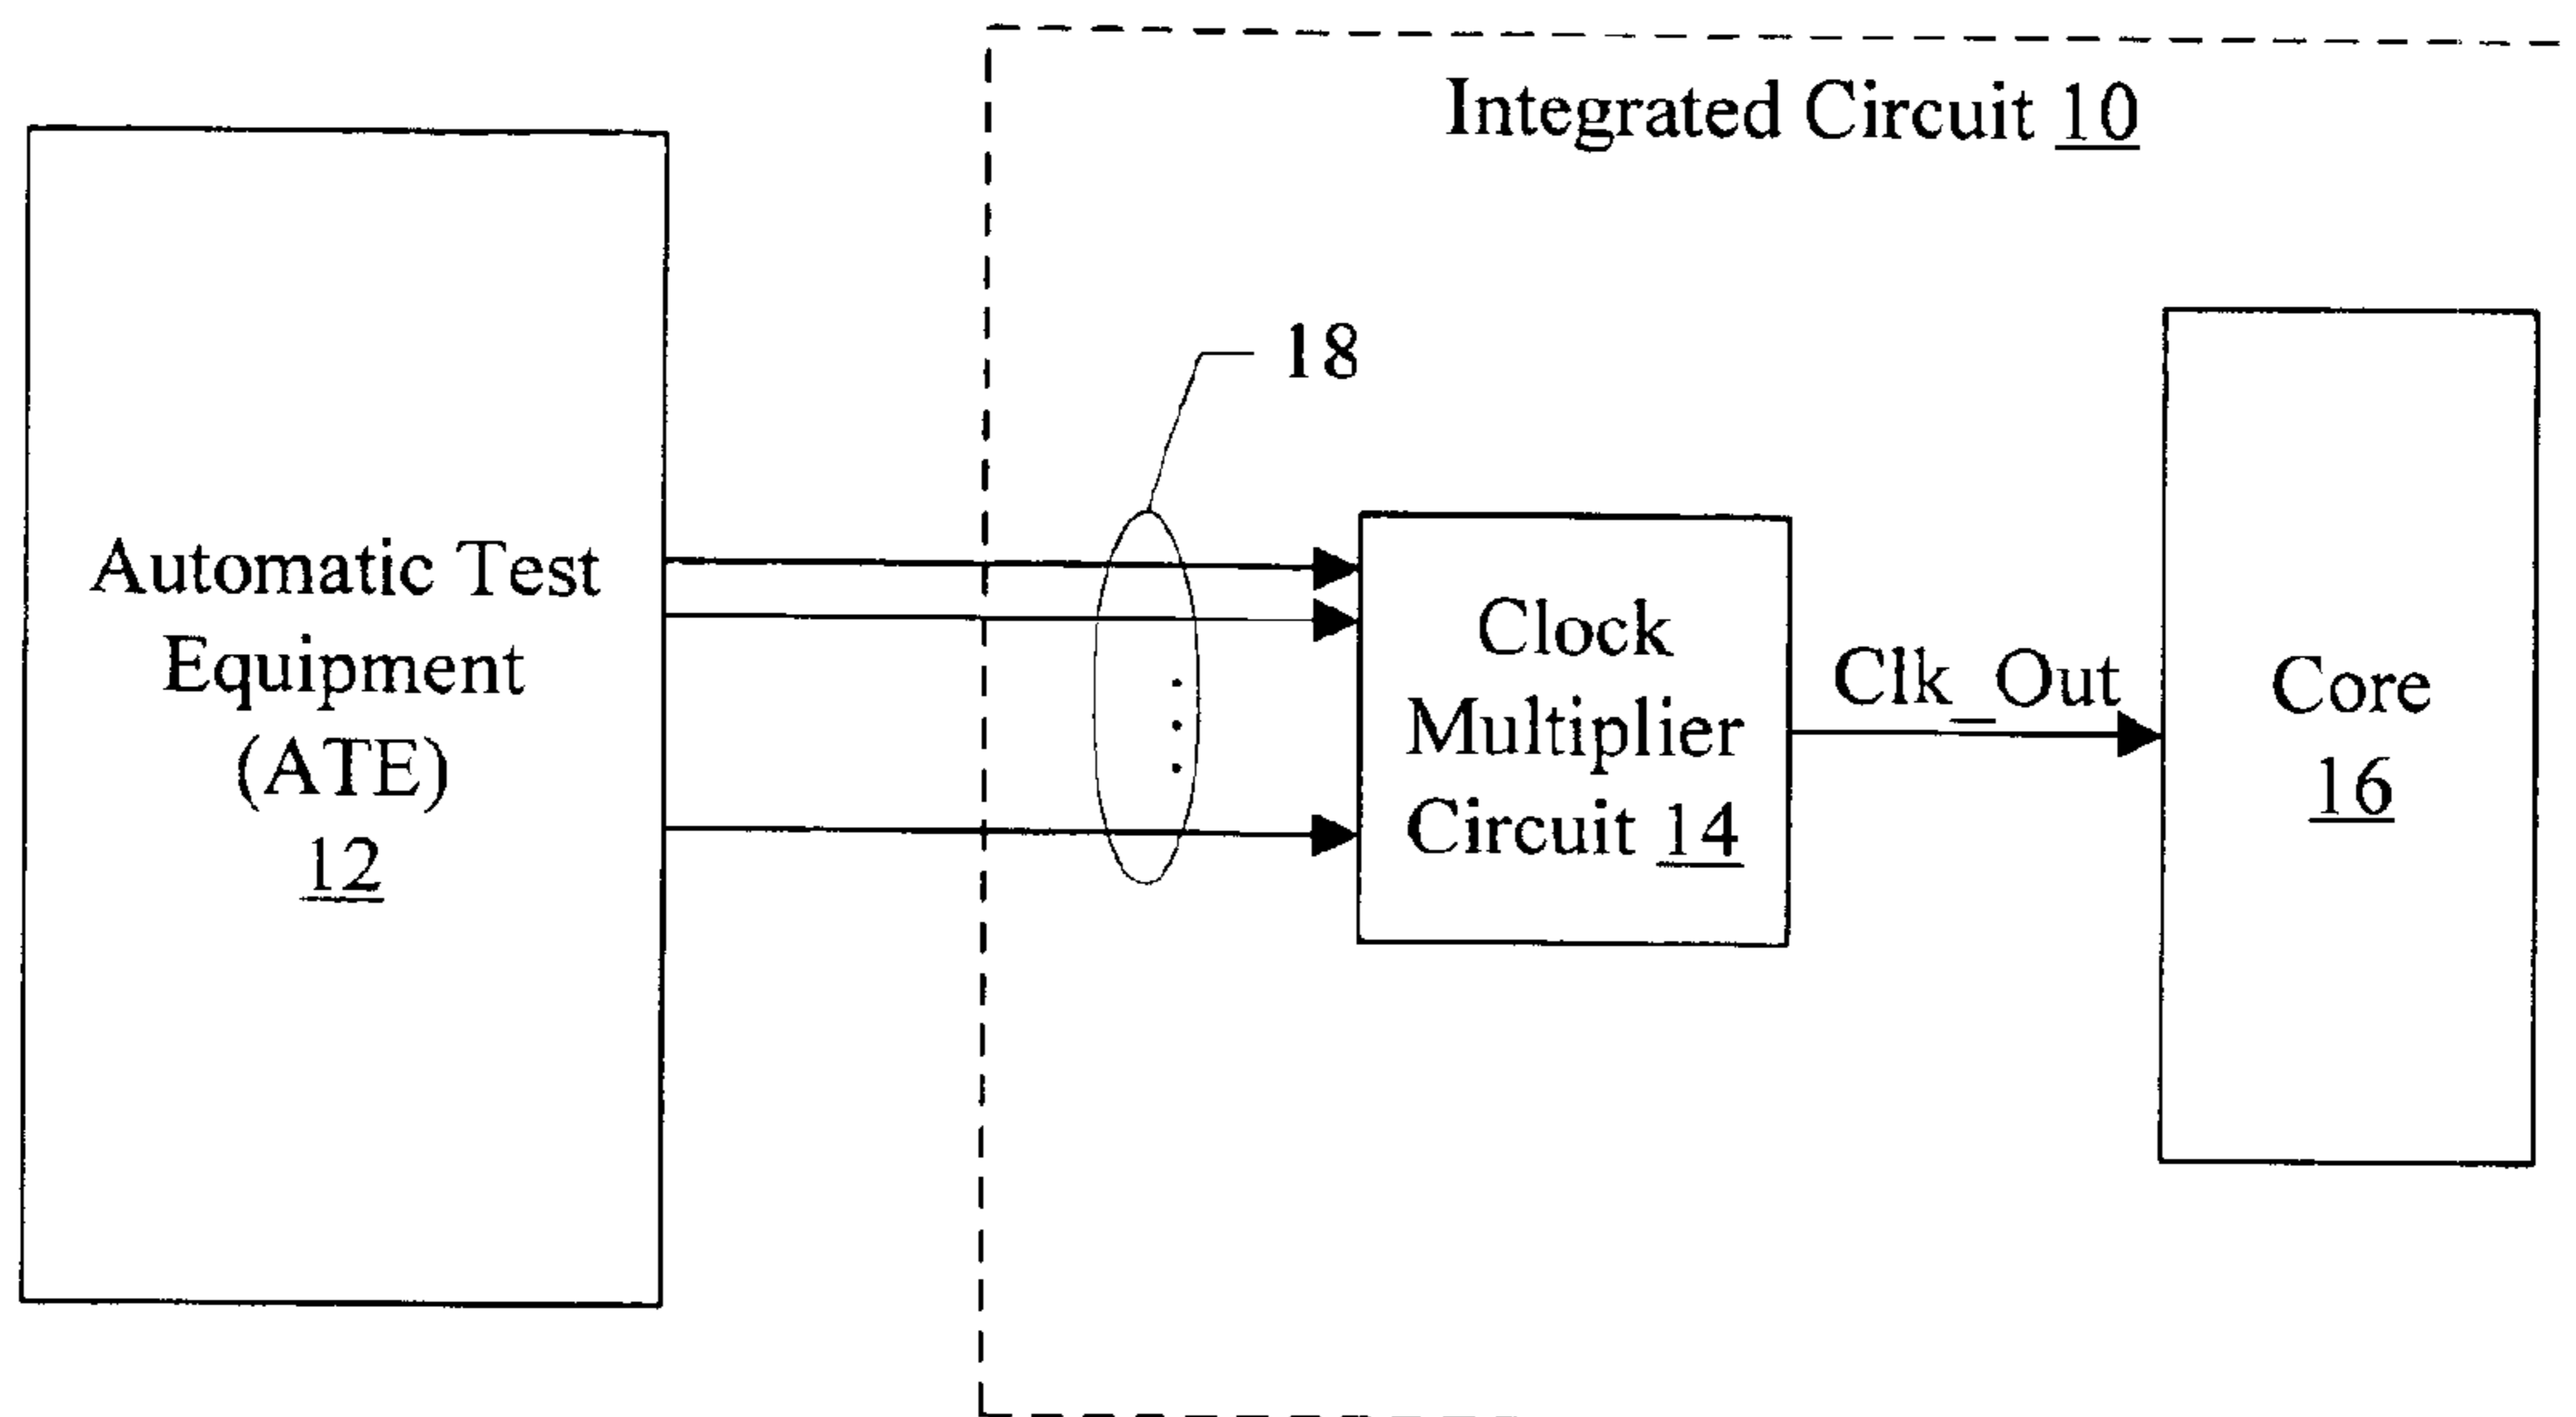 Integrated Circuit 10
18
Automatic Test
Equipment
(ATE)
12
Clock
Multiplier
Circuit 14
Clk_Out
Core
16